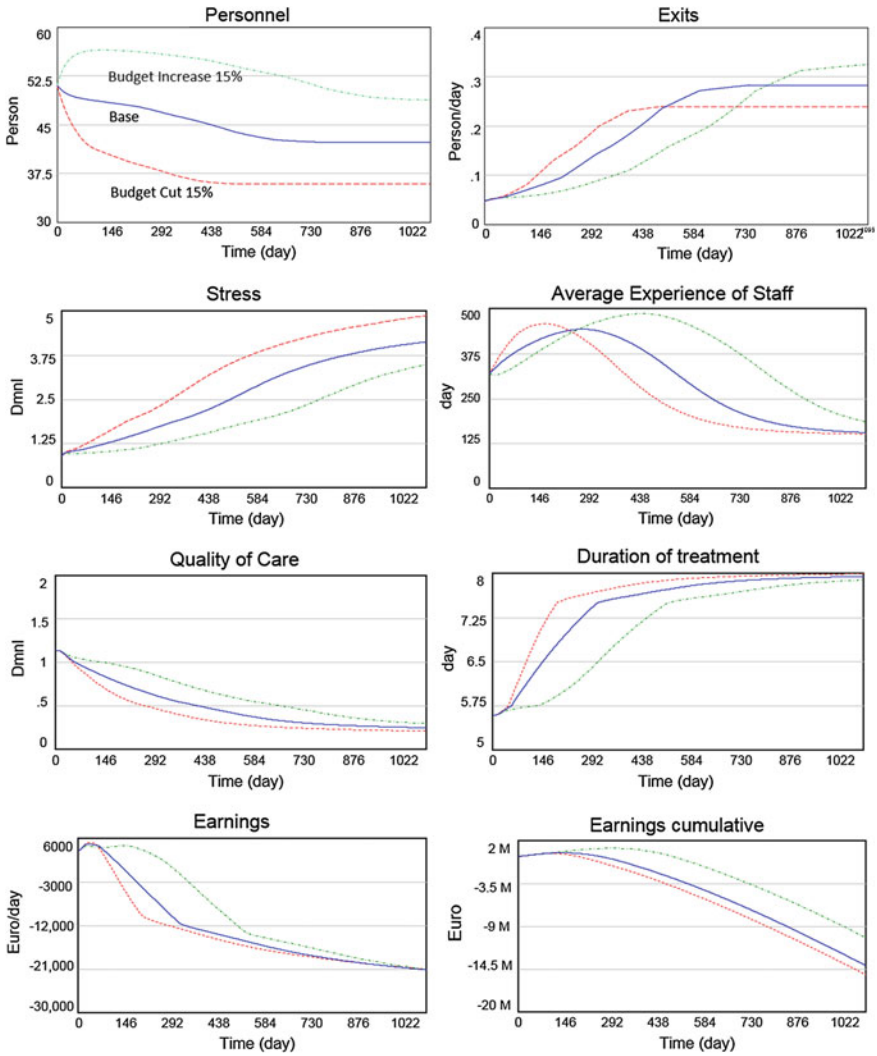 Personnel
60
52.5
45
37.5
30
Person
Budget Increase 15%
Base
Budget Cut 15%
0 146 292 438 584 730 876 1022
Time (day)
Exits
.4
.3
.2
.1
0
Person/day
0 146 292 438 584 730 876 1022
Time (day)
Stress
5
3.75
2.5
1.25
0
Dmnl
0 146 292 438 584 730 876 1022
Time (day)
Average Experience of Staff
500
375
250
125
0
day
0 146 292 438 584 730 876 1022
Time (day)
Quality of Care
2
1.5
1
.5
0
Dmnl
0 146 292 438 584 730 876 1022
Time (day)
Duration of treatment
8
7.25
6.5
5.75
5
day
0 146 292 438 584 730 876 1022
Time (day)
Earnings
6000
-3000
-12,000
-21,000
-30,000
Euro/day
0 146 292 438 584 730 876 1022
Time (day)
Earnings cumulative
2 M
-3.5 M
-9 M
-14.5 M
-20 M
Euro
0 146 292 438 584 730 876 1022
Time (day)